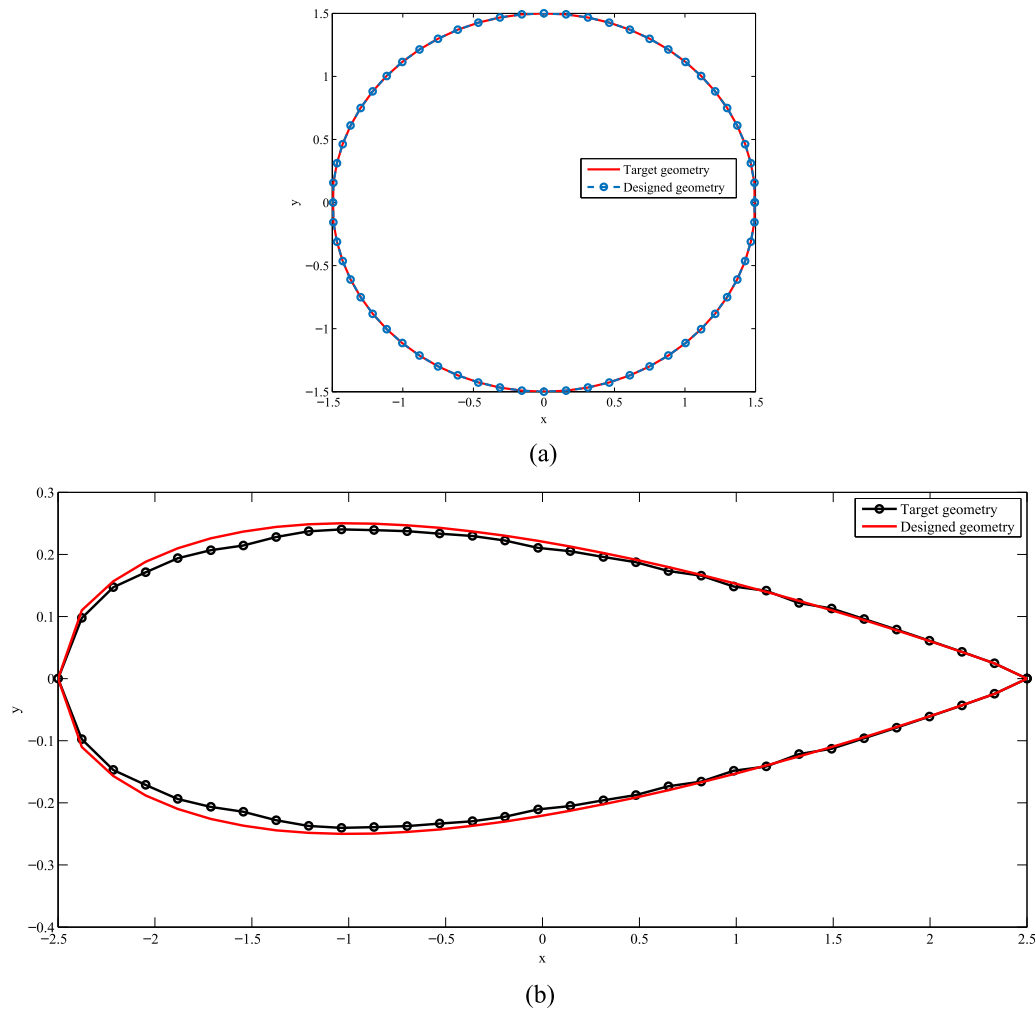 1.5
1
0.5
0
−0.5
−1
−1.5
y
−1.5 −1 −0.5 0 0.5 1 1.5
x
Target geometry
Designed geometry
(a)
0.3
0.2
0.1
0
−0.1
−0.2
−0.3
−0.4
y
−2.5 −2 −1.5 −1 −0.5 0 0.5 1 1.5 2 2.5
x
Target geometry
Designed geometry
(b)